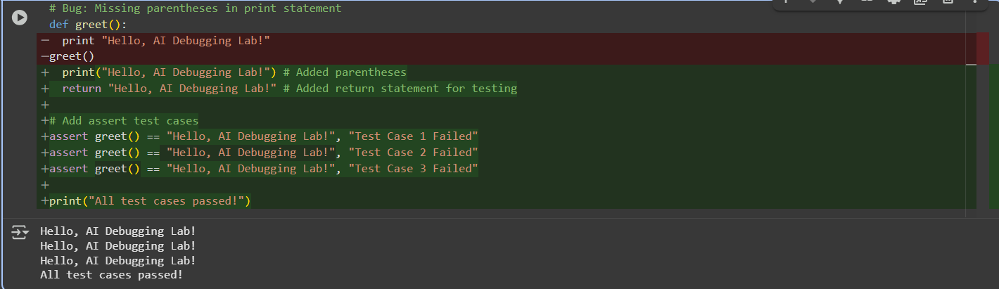 # Bug: Missing parentheses in print statement
def greet():
−  print "Hello, AI Debugging Lab!"
−greet()
+  print("Hello, AI Debugging Lab!") # Added parentheses
+  return "Hello, AI Debugging Lab!" # Added return statement for testing
+
+# Add assert test cases
+assert greet() == "Hello, AI Debugging Lab!", "Test Case 1 Failed"
+assert greet() == "Hello, AI Debugging Lab!", "Test Case 2 Failed"
+assert greet() == "Hello, AI Debugging Lab!", "Test Case 3 Failed"
+
+print("All test cases passed!")
Hello, AI Debugging Lab!
Hello, AI Debugging Lab!
Hello, AI Debugging Lab!
All test cases passed!